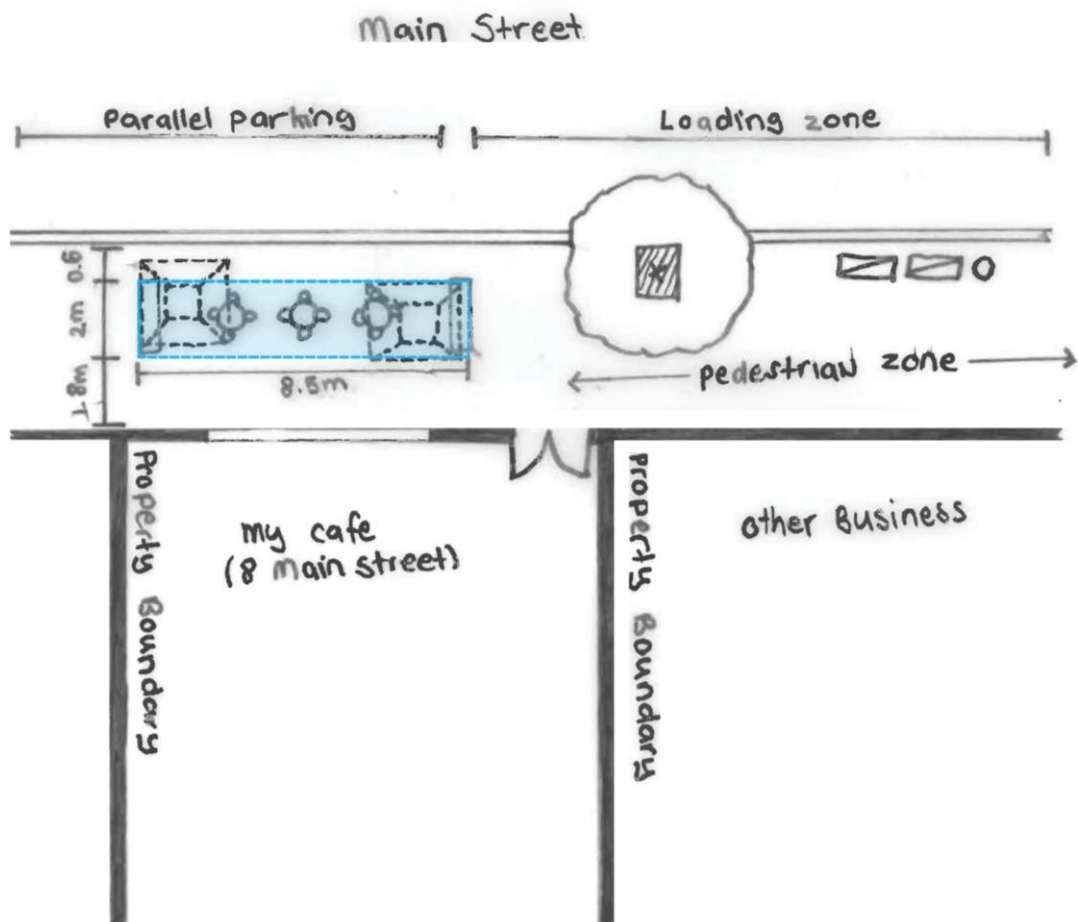 Main Street
Parallel parking
Loading zone
0.6
2m
1.8m
8.5m
pedestrian zone
Property Boundary
my cafe
(8 Main street)
property Boundary
other Business